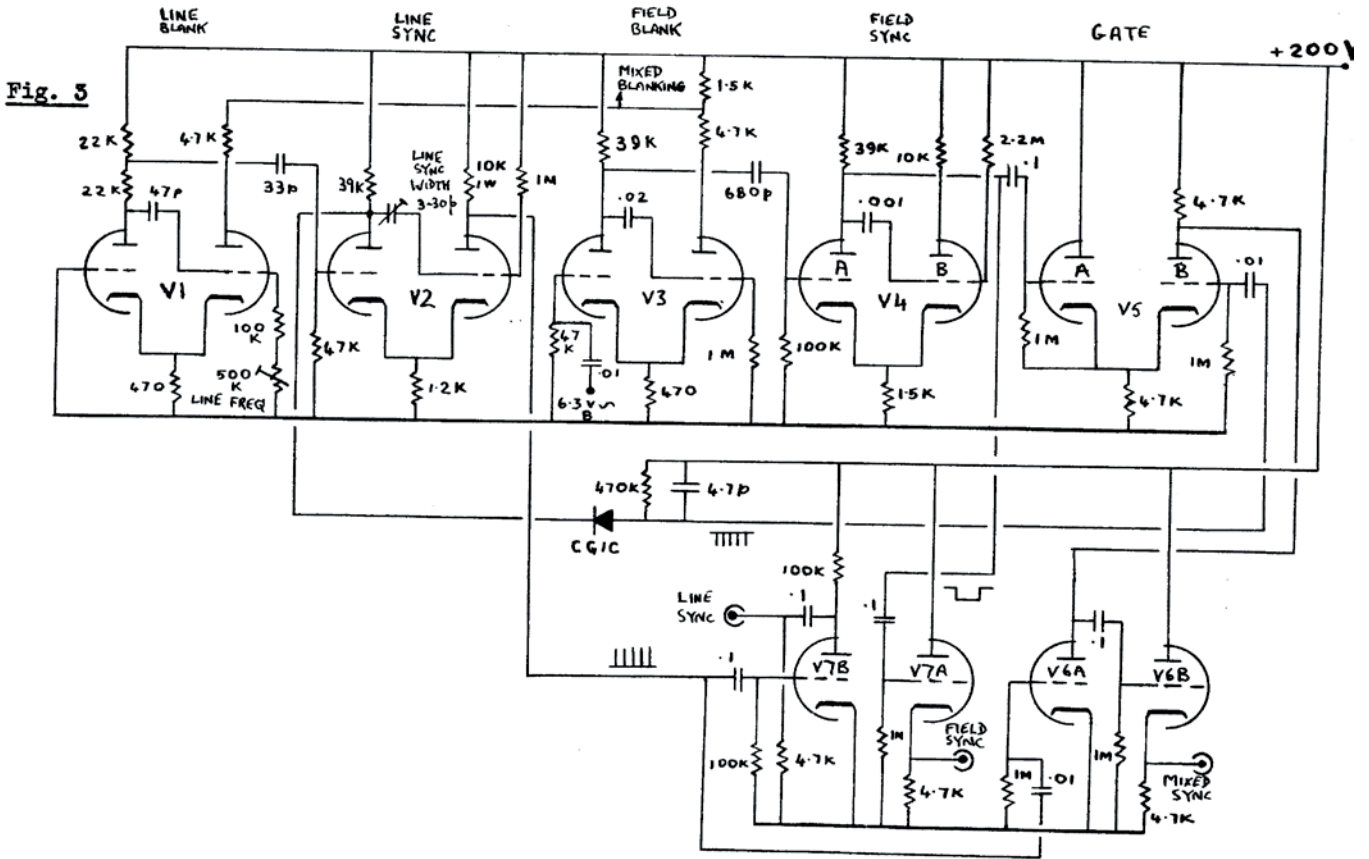 LINE
BLANK
LINE
SYNC
FIELD
BLANK
FIELD
SYNC
GATE
+200V
Fig. 3
MIXED
BLANKING
1.5K
22K
4.7K
39K
4.7K
39K
10K
2.2M
.1
22K
47p
33p
39K
LINE
SYNC
WIDTH
3-30p
10K
1W
1M
.02
680p
.001
4.7K
A
B
A
B
.01
V1
V2
V3
V4
V5
100
K
500
K
LINE FREQ
470
47K
1.2K
47
K
.01
6.3V~
B
470
1M
100K
1.5K
1M
4.7K
1M
470K
4.7p
CG1C
100K
LINE
SYNC
.1
.1
.1
.1
V7B
V7A
V6A
V6B
100K
4.7K
1M
FIELD
SYNC
4.7K
1M
.01
1M
MIXED
SYNC
4.7K